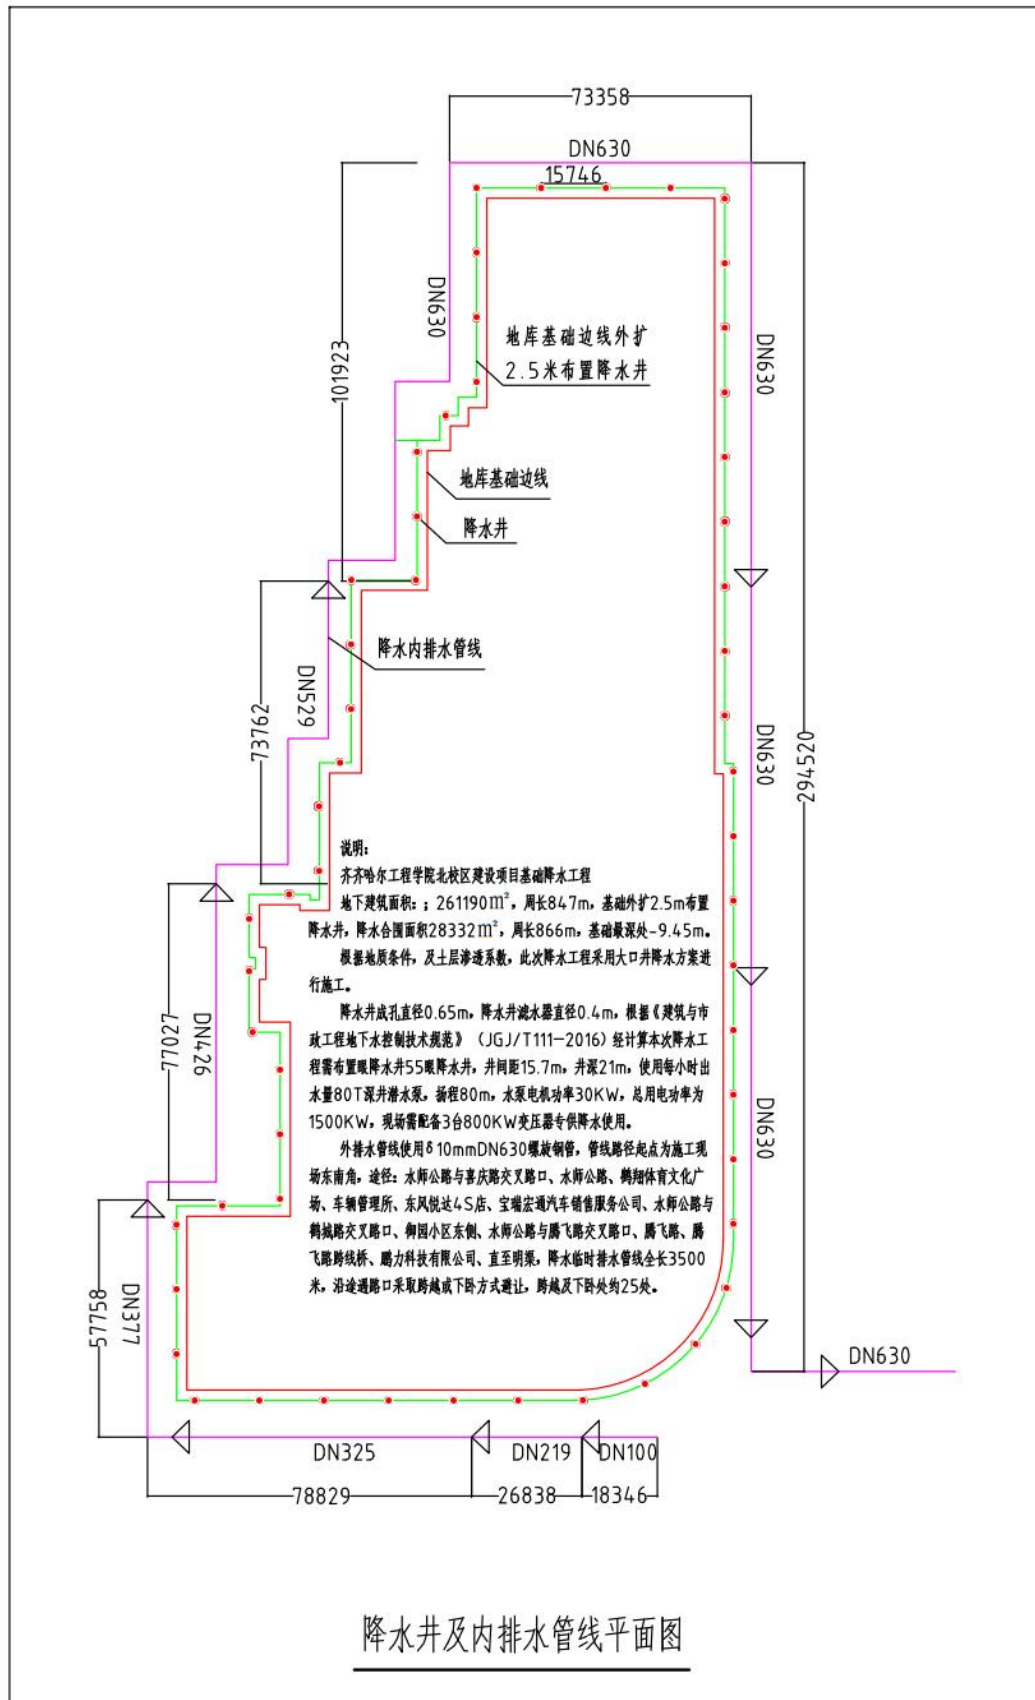 73358
DN630
15746
DN630
101923
地库基础边线外扩
2.5米布置降水井
DN630
地库基础边线
降水井
降水内排水管线
DN529
73762
DN630
294520
说明：
齐齐哈尔工程学院北校区建设项目基础降水工程
地下建筑面积：；261190m²，周长847m，基础外扩2.5m布置
降水井，降水合围面积28332m²，周长866m，基础最深处-9.45m。
根据地质条件，及土层渗透系数，此次降水工程采用大口井降水方案进
行施工。
降水井成孔直径0.65m，降水井滤水器直径0.4m，根据《建筑与市
政工程地下水控制技术规范》（JGJ/T111-2016）经计算本次降水工
程需布置眼降水井55眼降水井，井间距15.7m，井深21m，使用每小时出
水量80T深井潜水泵，扬程80m，水泵电机功率30KW，总用电功率为
1500KW，现场需配备3台800KW变压器专供降水使用。
外排水管线使用δ10mmDN630螺旋钢管，管线路径起点为施工现
场东南角，途径：水师公路与喜庆路交叉路口、水师公路、鹤翔体育文化广
场、车辆管理所、东风悦达4S店、宝瑞宏通汽车销售服务公司、水师公路与
鹤城路交叉路口、御园小区东侧、水师公路与腾飞路交叉路口、腾飞路、腾
飞路跨线桥、鹏力科技有限公司、直至明渠，降水临时排水管线全长3500
米，沿途遇路口采取跨越或下卧方式避让，跨越及下卧处约25处。
77027
DN426
DN630
57758
DN377
DN630
DN325
DN219
DN100
78829
26838
18346
降水井及内排水管线平面图